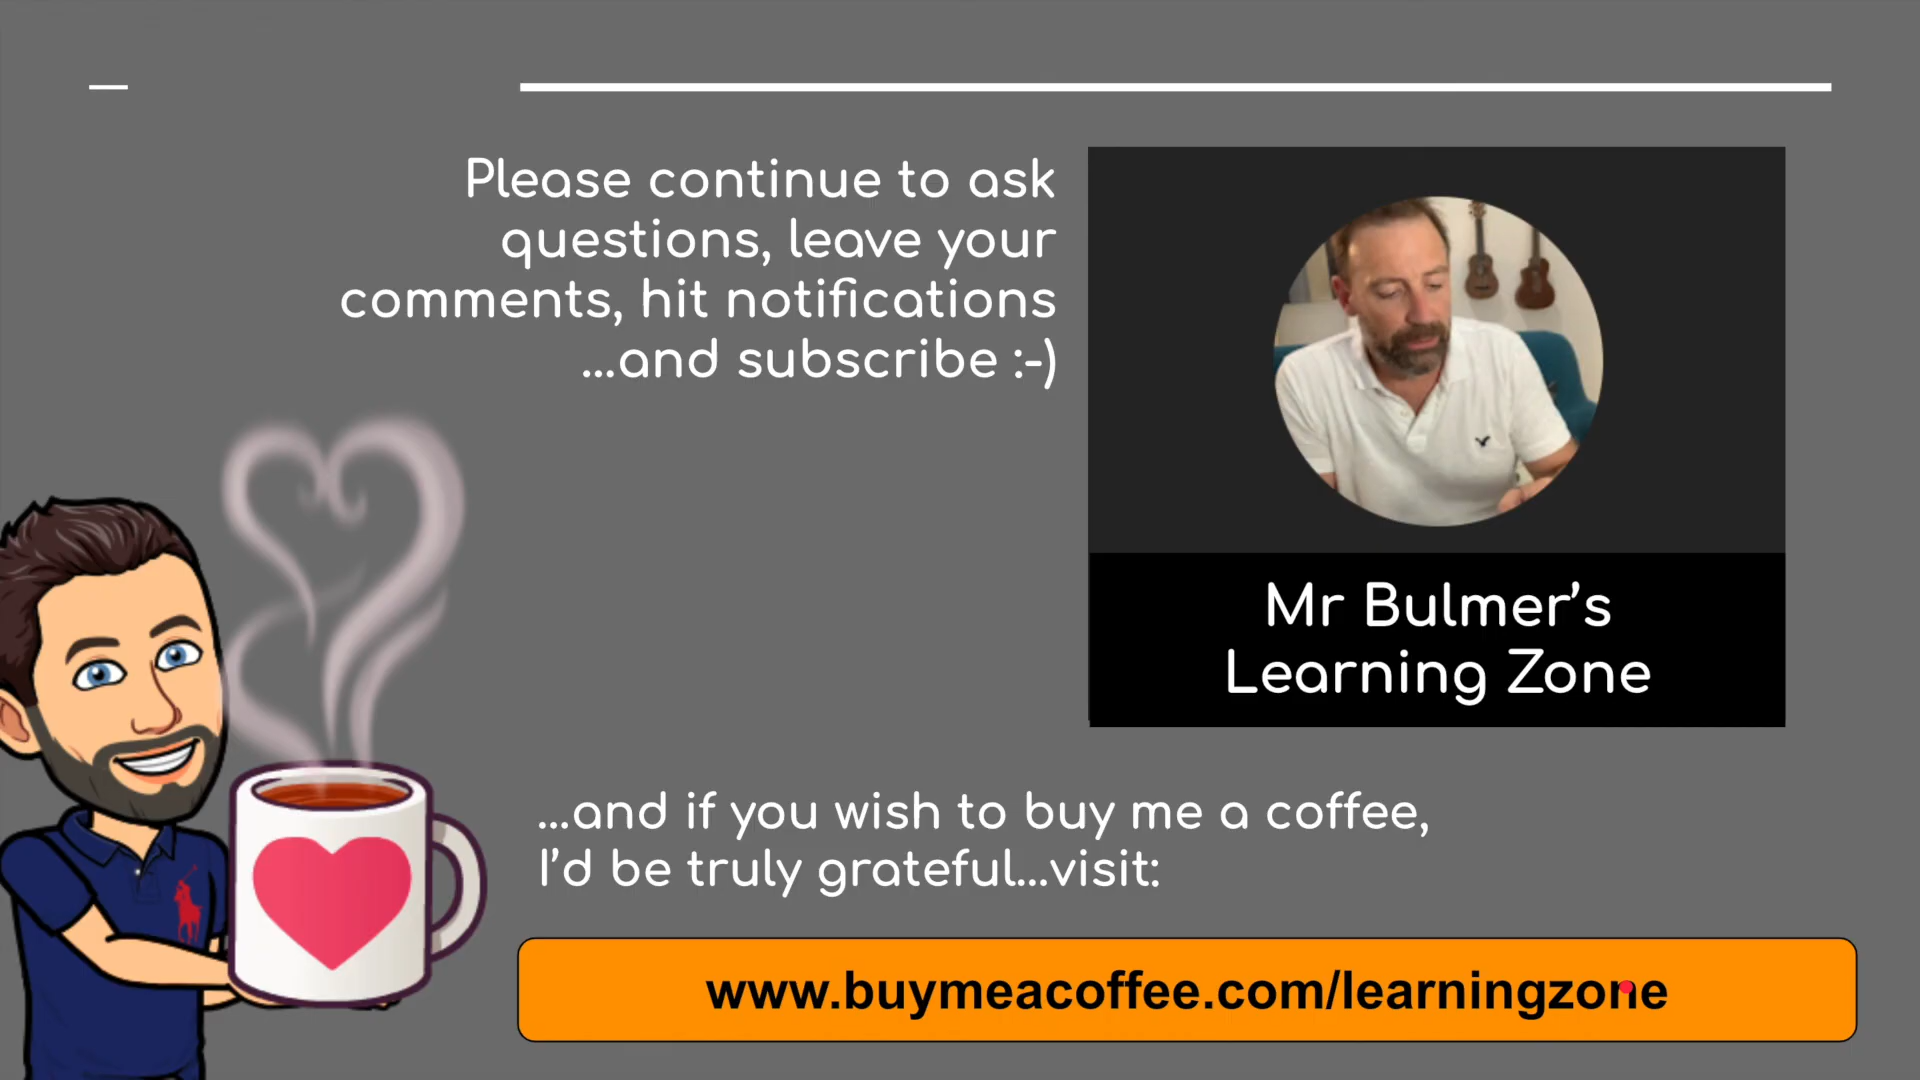 Please continue to ask
questions, leave your
comments, hit notifications
...and subscribe :-)
Mr Bulmer’s
Learning Zone
...and if you wish to buy me a coffee,
I’d be truly grateful...visit:
www.buymeacoffee.com/learningzone